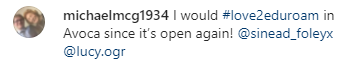 michaelmcg1934 I would #love2eduroam in
Avoca since it's open again! @sinead_foleyx
@lucy.ogr